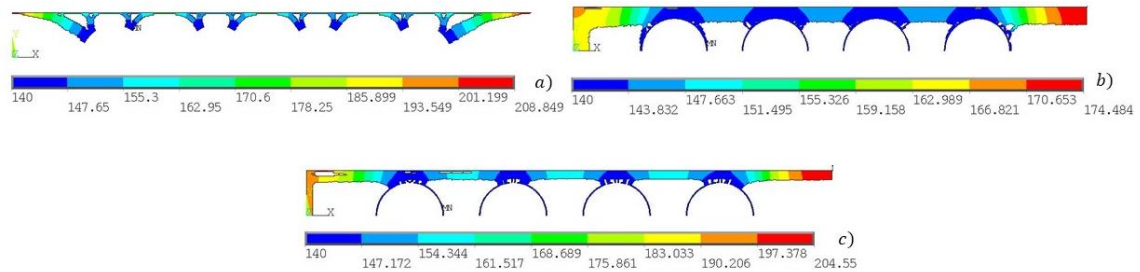 MN
Y
Z X
a)
140 155.3 170.6 185.899 201.199
147.65 162.95 178.25 193.549 208.849
MN
X
b)
140 147.663 155.326 162.989 170.653
143.832 151.495 159.158 166.821 174.484
MN
X
c)
140 154.344 168.689 183.033 197.378
147.172 161.517 175.861 190.206 204.55